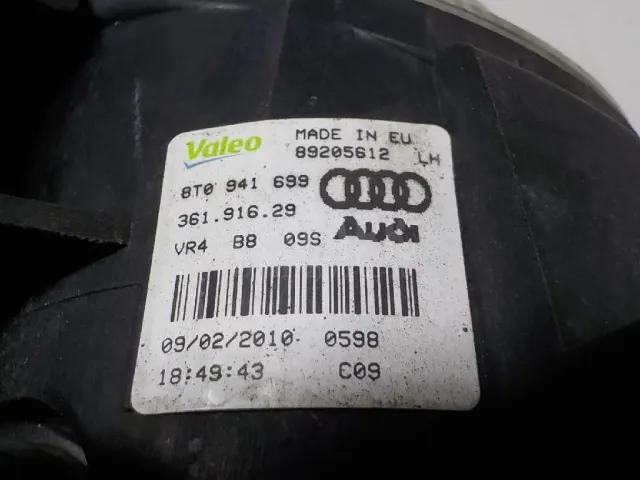 Valeo MADE IN EU
89205612 LH
8T0 941 699
361.916.29
VR4 B8 09S Audi
09/02/2010 0598
18:49:43 C09